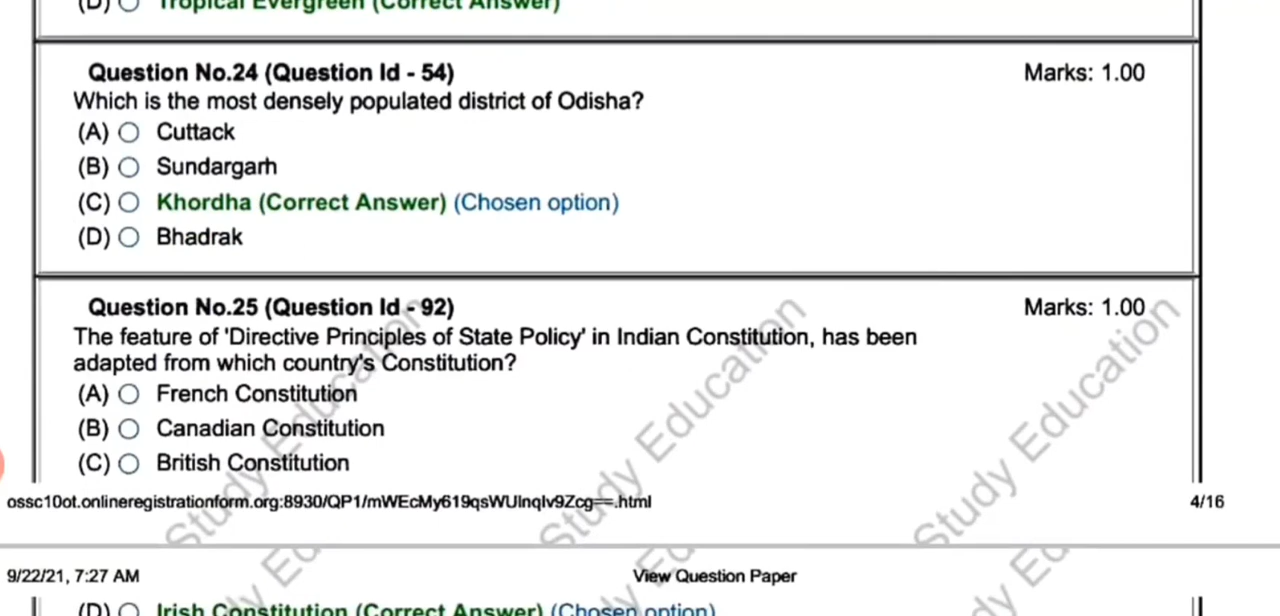 (D) Tropical Evergreen (Correct Answer)
Question No.24 (Question Id - 54) Marks: 1.00
Which is the most densely populated district of Odisha?
(A) Cuttack
(B) Sundargarh
(C) Khordha (Correct Answer) (Chosen option)
(D) Bhadrak
Question No.25 (Question Id - 92) Marks: 1.00
The feature of 'Directive Principles of State Policy' in Indian Constitution, has been
adapted from which country's Constitution?
(A) French Constitution
(B) Canadian Constitution
(C) British Constitution
Study Education
Study Education
Study Education
ossc10ot.onlineregistrationform.org:8930/QP1/mWEcMy619qsWUInqlv9Zcg==.html 4/16
9/22/21, 7:27 AM View Question Paper
(D) Irish Constitution (Correct Answer) (Chosen option)